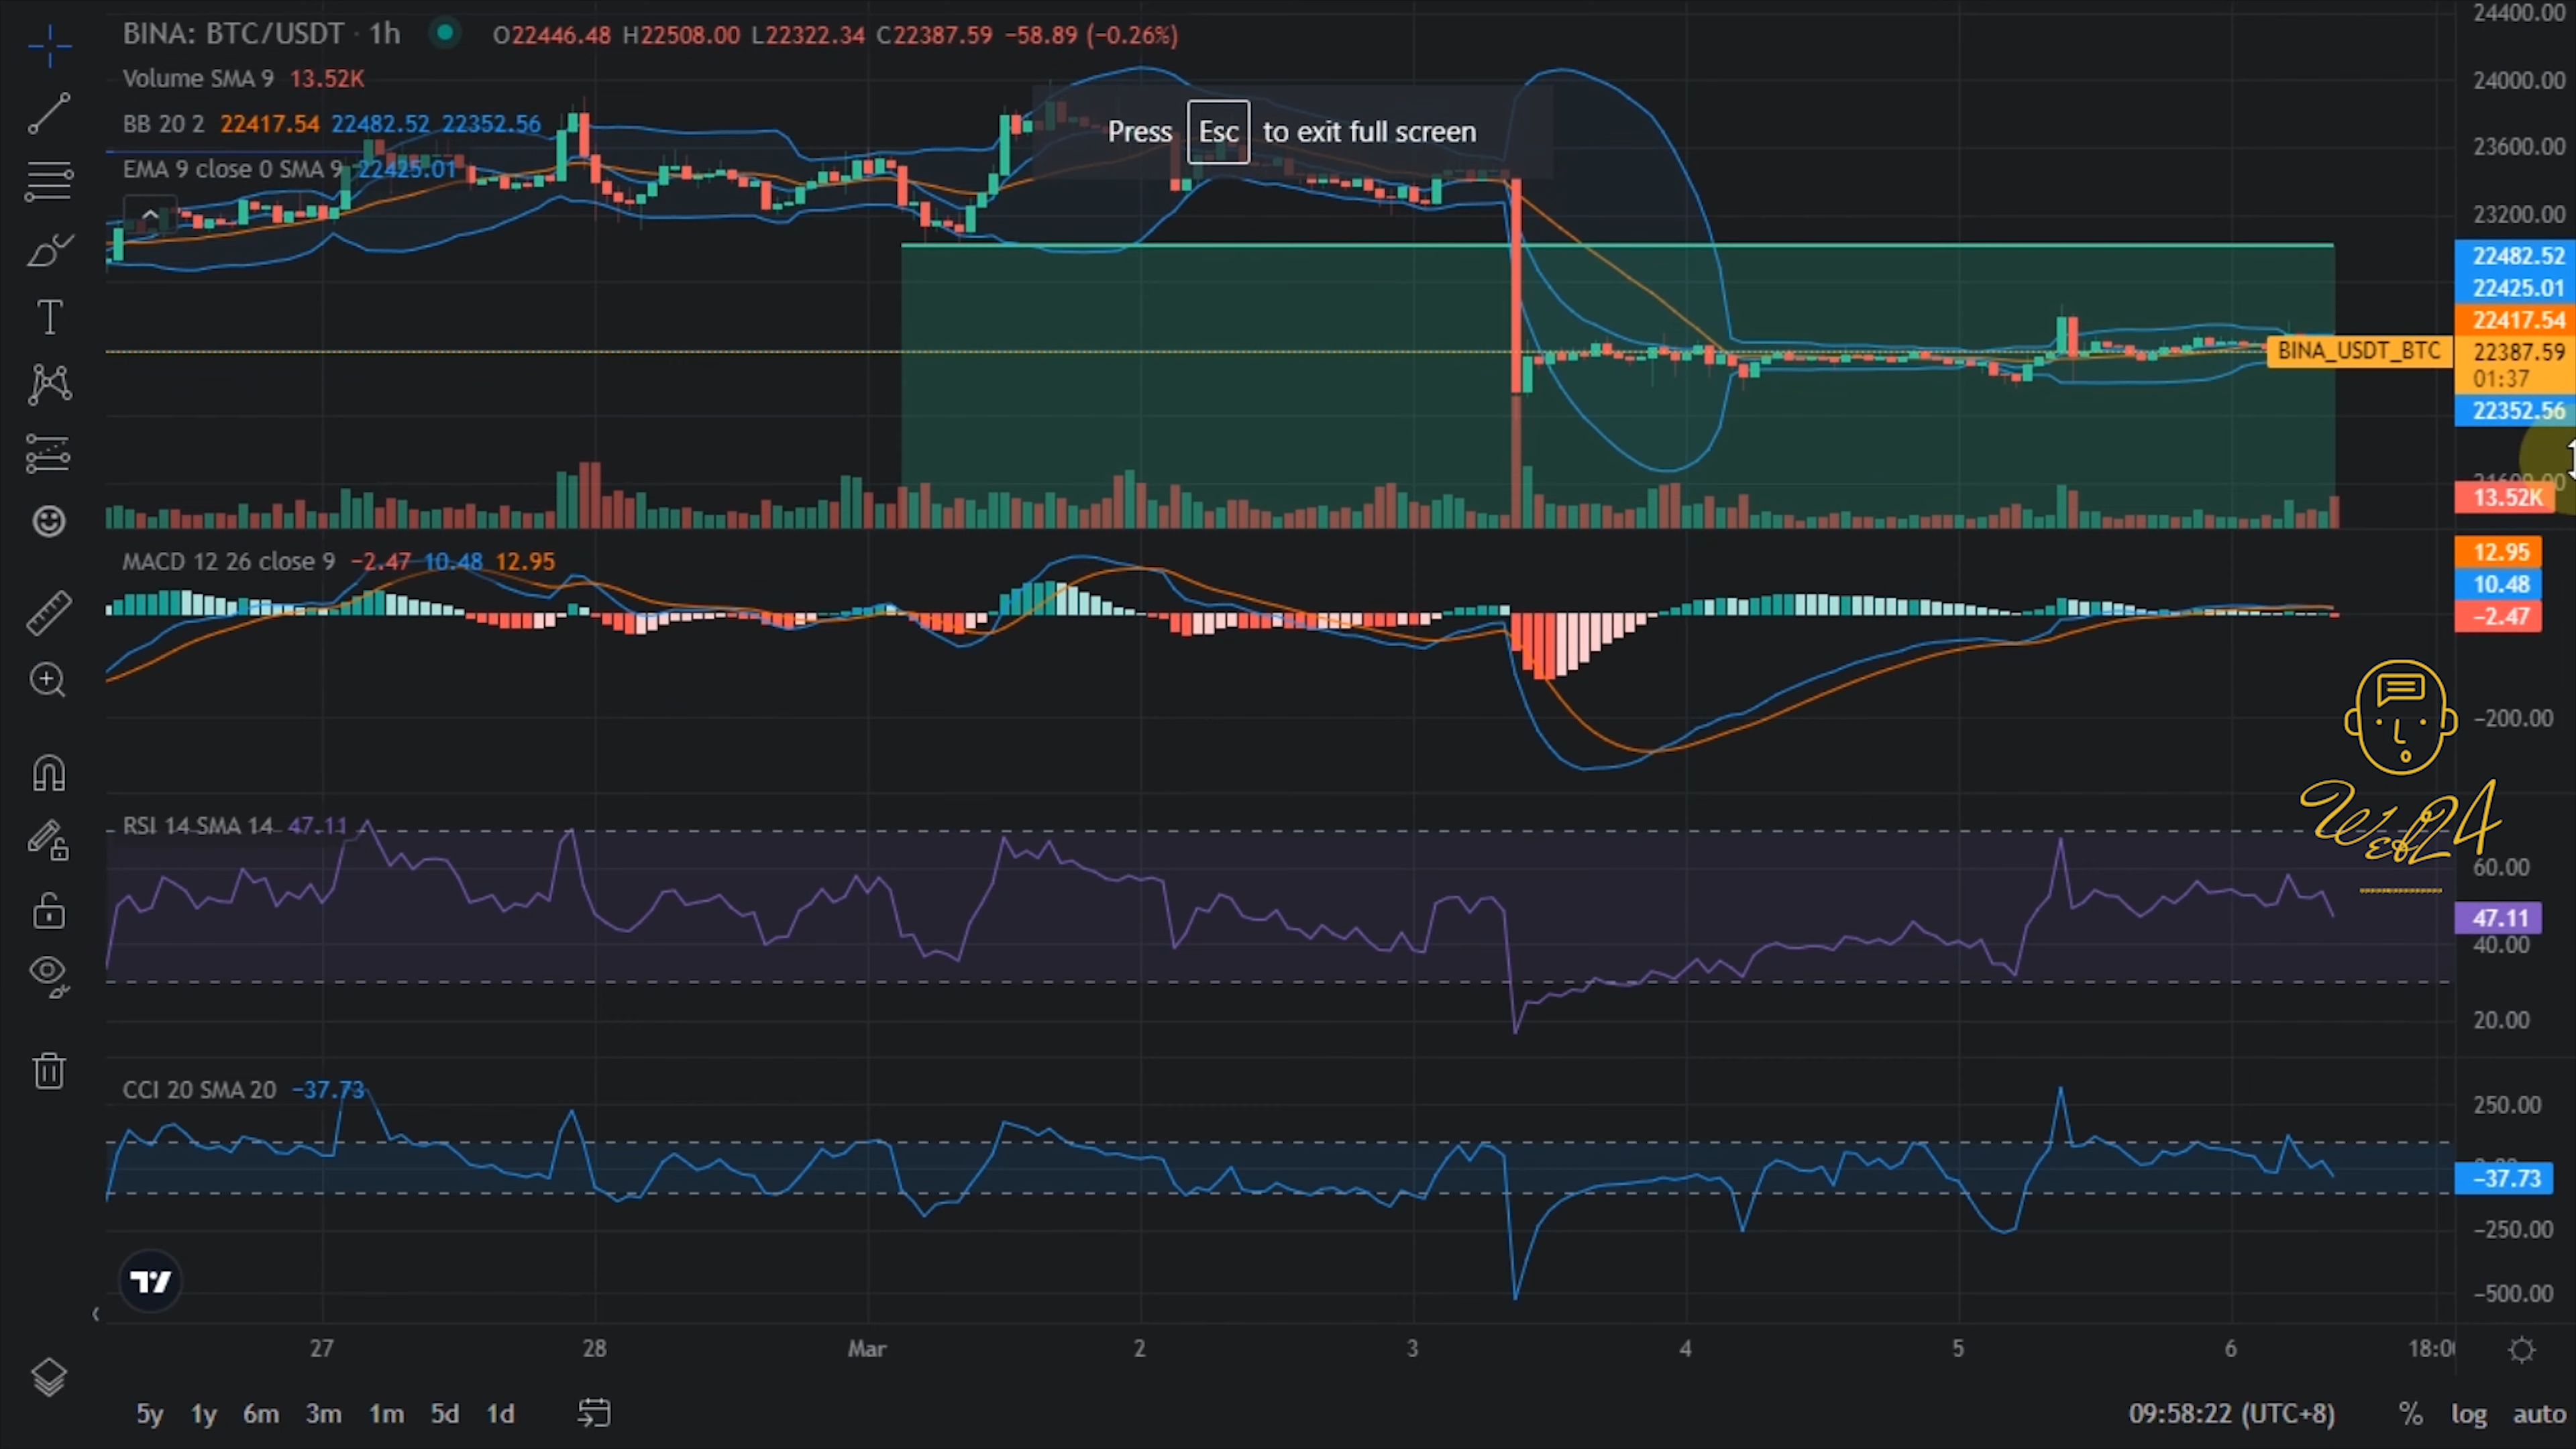 BINA: BTC/USDT · 1h O22446.48 H22508.00 L22322.34 C22387.59 −58.89 (−0.26%)
Volume SMA 9 13.52K
BB 20 2 22417.54 22482.52 22352.56
EMA 9 close 0 SMA 9 22425.01
Press Esc to exit full screen
24400.00
24000.00
23600.00
23200.00
22482.52
22425.01
22417.54
BINA_USDT_BTC 22387.59
01:37
22352.56
13.52K
MACD 12 26 close 9 −2.47 10.48 12.95
12.95
10.48
−2.47
−200.00
Web24
RSI 14 SMA 14 47.11
60.00
47.11
40.00
20.00
CCI 20 SMA 20 −37.73
250.00
−37.73
−250.00
−500.00
27 28 Mar 2 3 4 5 6
5y 1y 6m 3m 1m 5d 1d 09:58:22 (UTC+8) % log auto